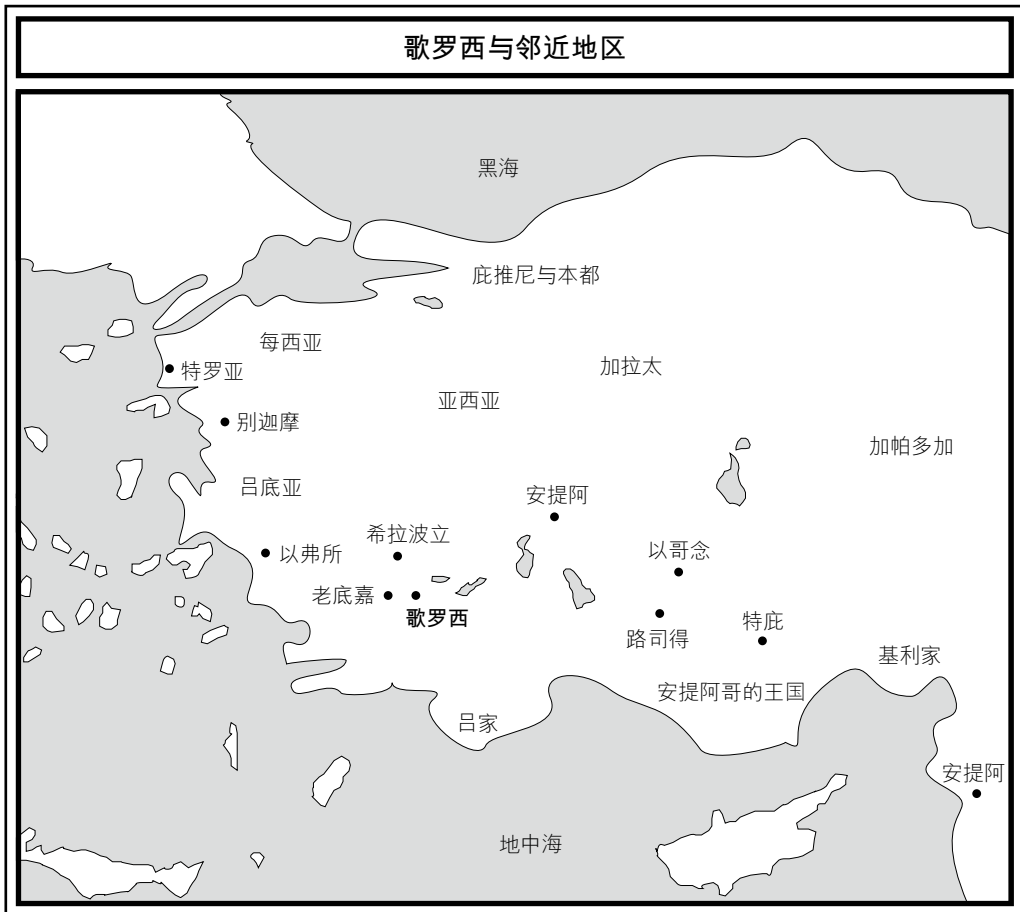 歌罗西与邻近地区
黑海
庇推尼与本都
每西亚
加拉太
特罗亚
亚西亚
别迦摩
加帕多加
吕底亚
安提阿
希拉波立
以弗所
以哥念
老底嘉
歌罗西
特庇
路司得
基利家
安提阿哥的王国
吕家
安提阿
地中海